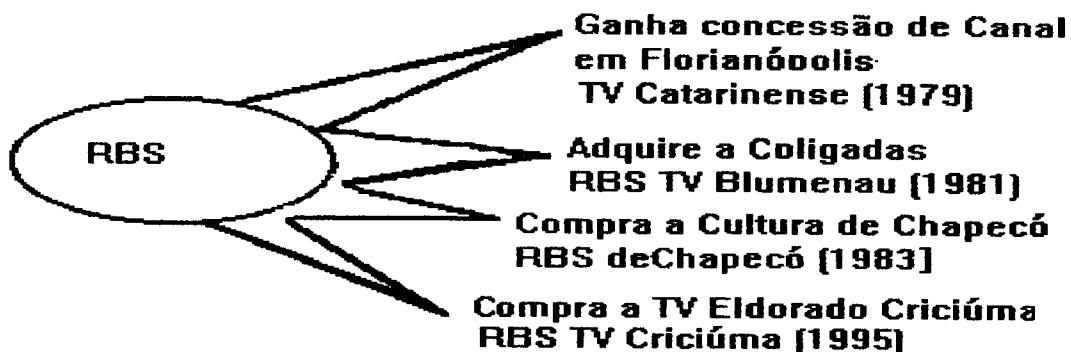 RBS
Ganha concessão de Canal
em Florianópolis
TV Catarinense (1979)
Adquire a Coligadas
RBS TV Blumenau (1981)
Compra a Cultura de Chapecó
RBS deChapecó (1983]
Compra a TV Eldorado Criciúma
RBS TV Criciúma (1995)